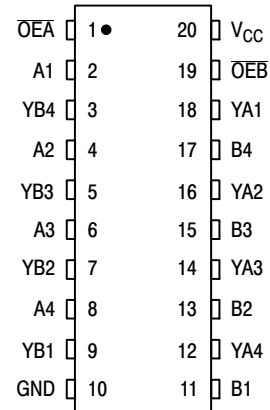 O̅E̅A̅ 1 20 VCC
A1 2 19 O̅E̅B̅
YB4 3 18 YA1
A2 4 17 B4
YB3 5 16 YA2
A3 6 15 B3
YB2 7 14 YA3
A4 8 13 B2
YB1 9 12 YA4
GND 10 11 B1